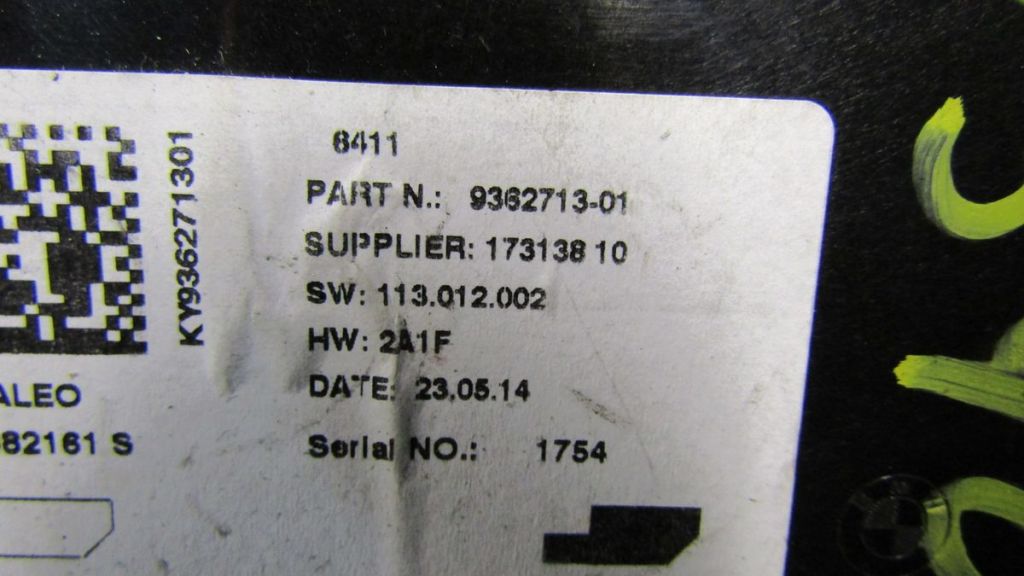 KY936271301
6411
PART N.: 9362713-01
SUPPLIER: 173138 10
SW: 113.012.002
HW: 2A1F
DATE: 23.05.14
Serial NO.: 1754
ALEO
82161 S